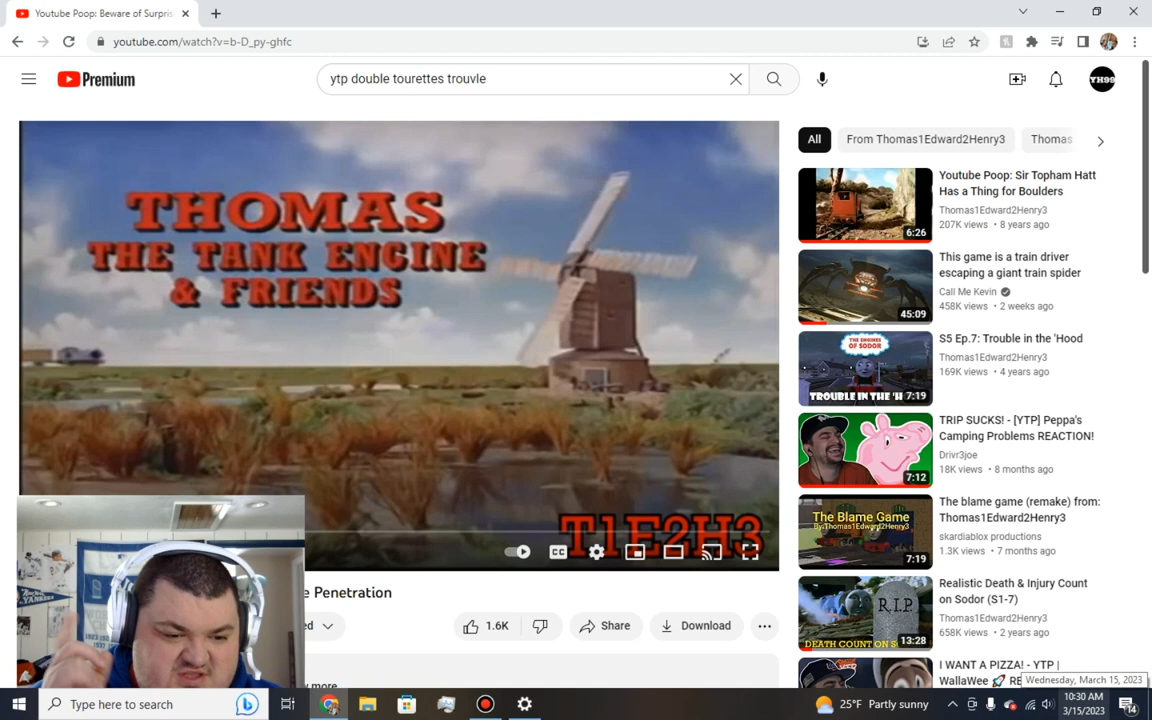 Youtube Poop: Beware of Surpris
youtube.com/watch?v=b-D_py-ghfc
Premium
ytp double tourettes trouvle
YH99
THOMAS
THE TANK ENGINE
& FRIENDS
T1E2H3
CC
e Penetration
ed
1.6K
Share
Download
y more
All
From Thomas1Edward2Henry3
Thomas
Youtube Poop: Sir Topham Hatt
Has a Thing for Boulders
Thomas1Edward2Henry3
207K views • 8 years ago
6:26
This game is a train driver
escaping a giant train spider
Call Me Kevin
458K views • 2 weeks ago
45:09
S5 Ep.7: Trouble in the 'Hood
Thomas1Edward2Henry3
169K views • 4 years ago
THE ENGINES
OF SODOR
TROUBLE IN THE 'H
7:19
TRIP SUCKS! - [YTP] Peppa's
Camping Problems REACTION!
Drivr3joe
18K views • 8 months ago
7:12
The blame game (remake) from:
Thomas1Edward2Henry3
skardiablox productions
1.3K views • 7 months ago
The Blame Game
By:Thomas1Edward2Henry3
7:19
Realistic Death & Injury Count
on Sodor (S1-7)
Thomas1Edward2Henry3
658K views • 2 years ago
R.I.P
DEATH COUNT ON S
13:28
I WANT A PIZZA! - YTP |
WallaWee 🚀 RE
Wednesday, March 15, 2023
YANKEES
Type here to search
25°F Partly sunny
10:30 AM
3/15/2023
14